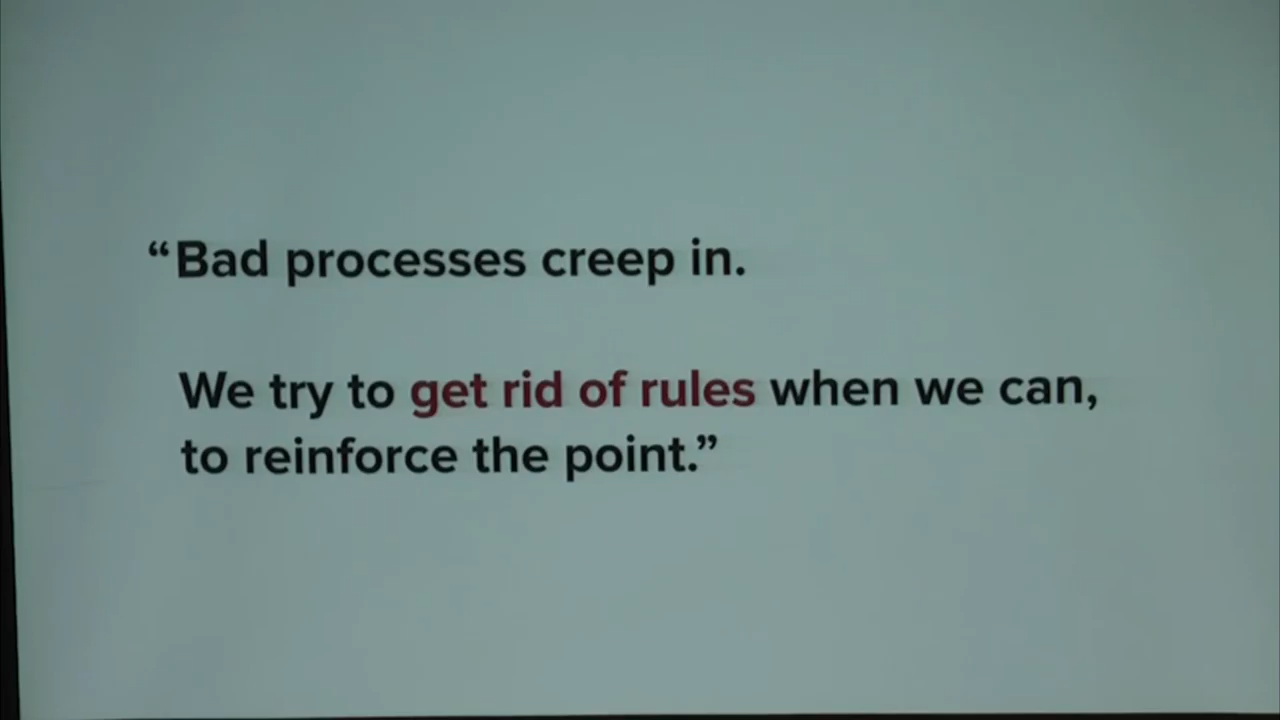 “Bad processes creep in.
We try to get rid of rules when we can,
to reinforce the point.”